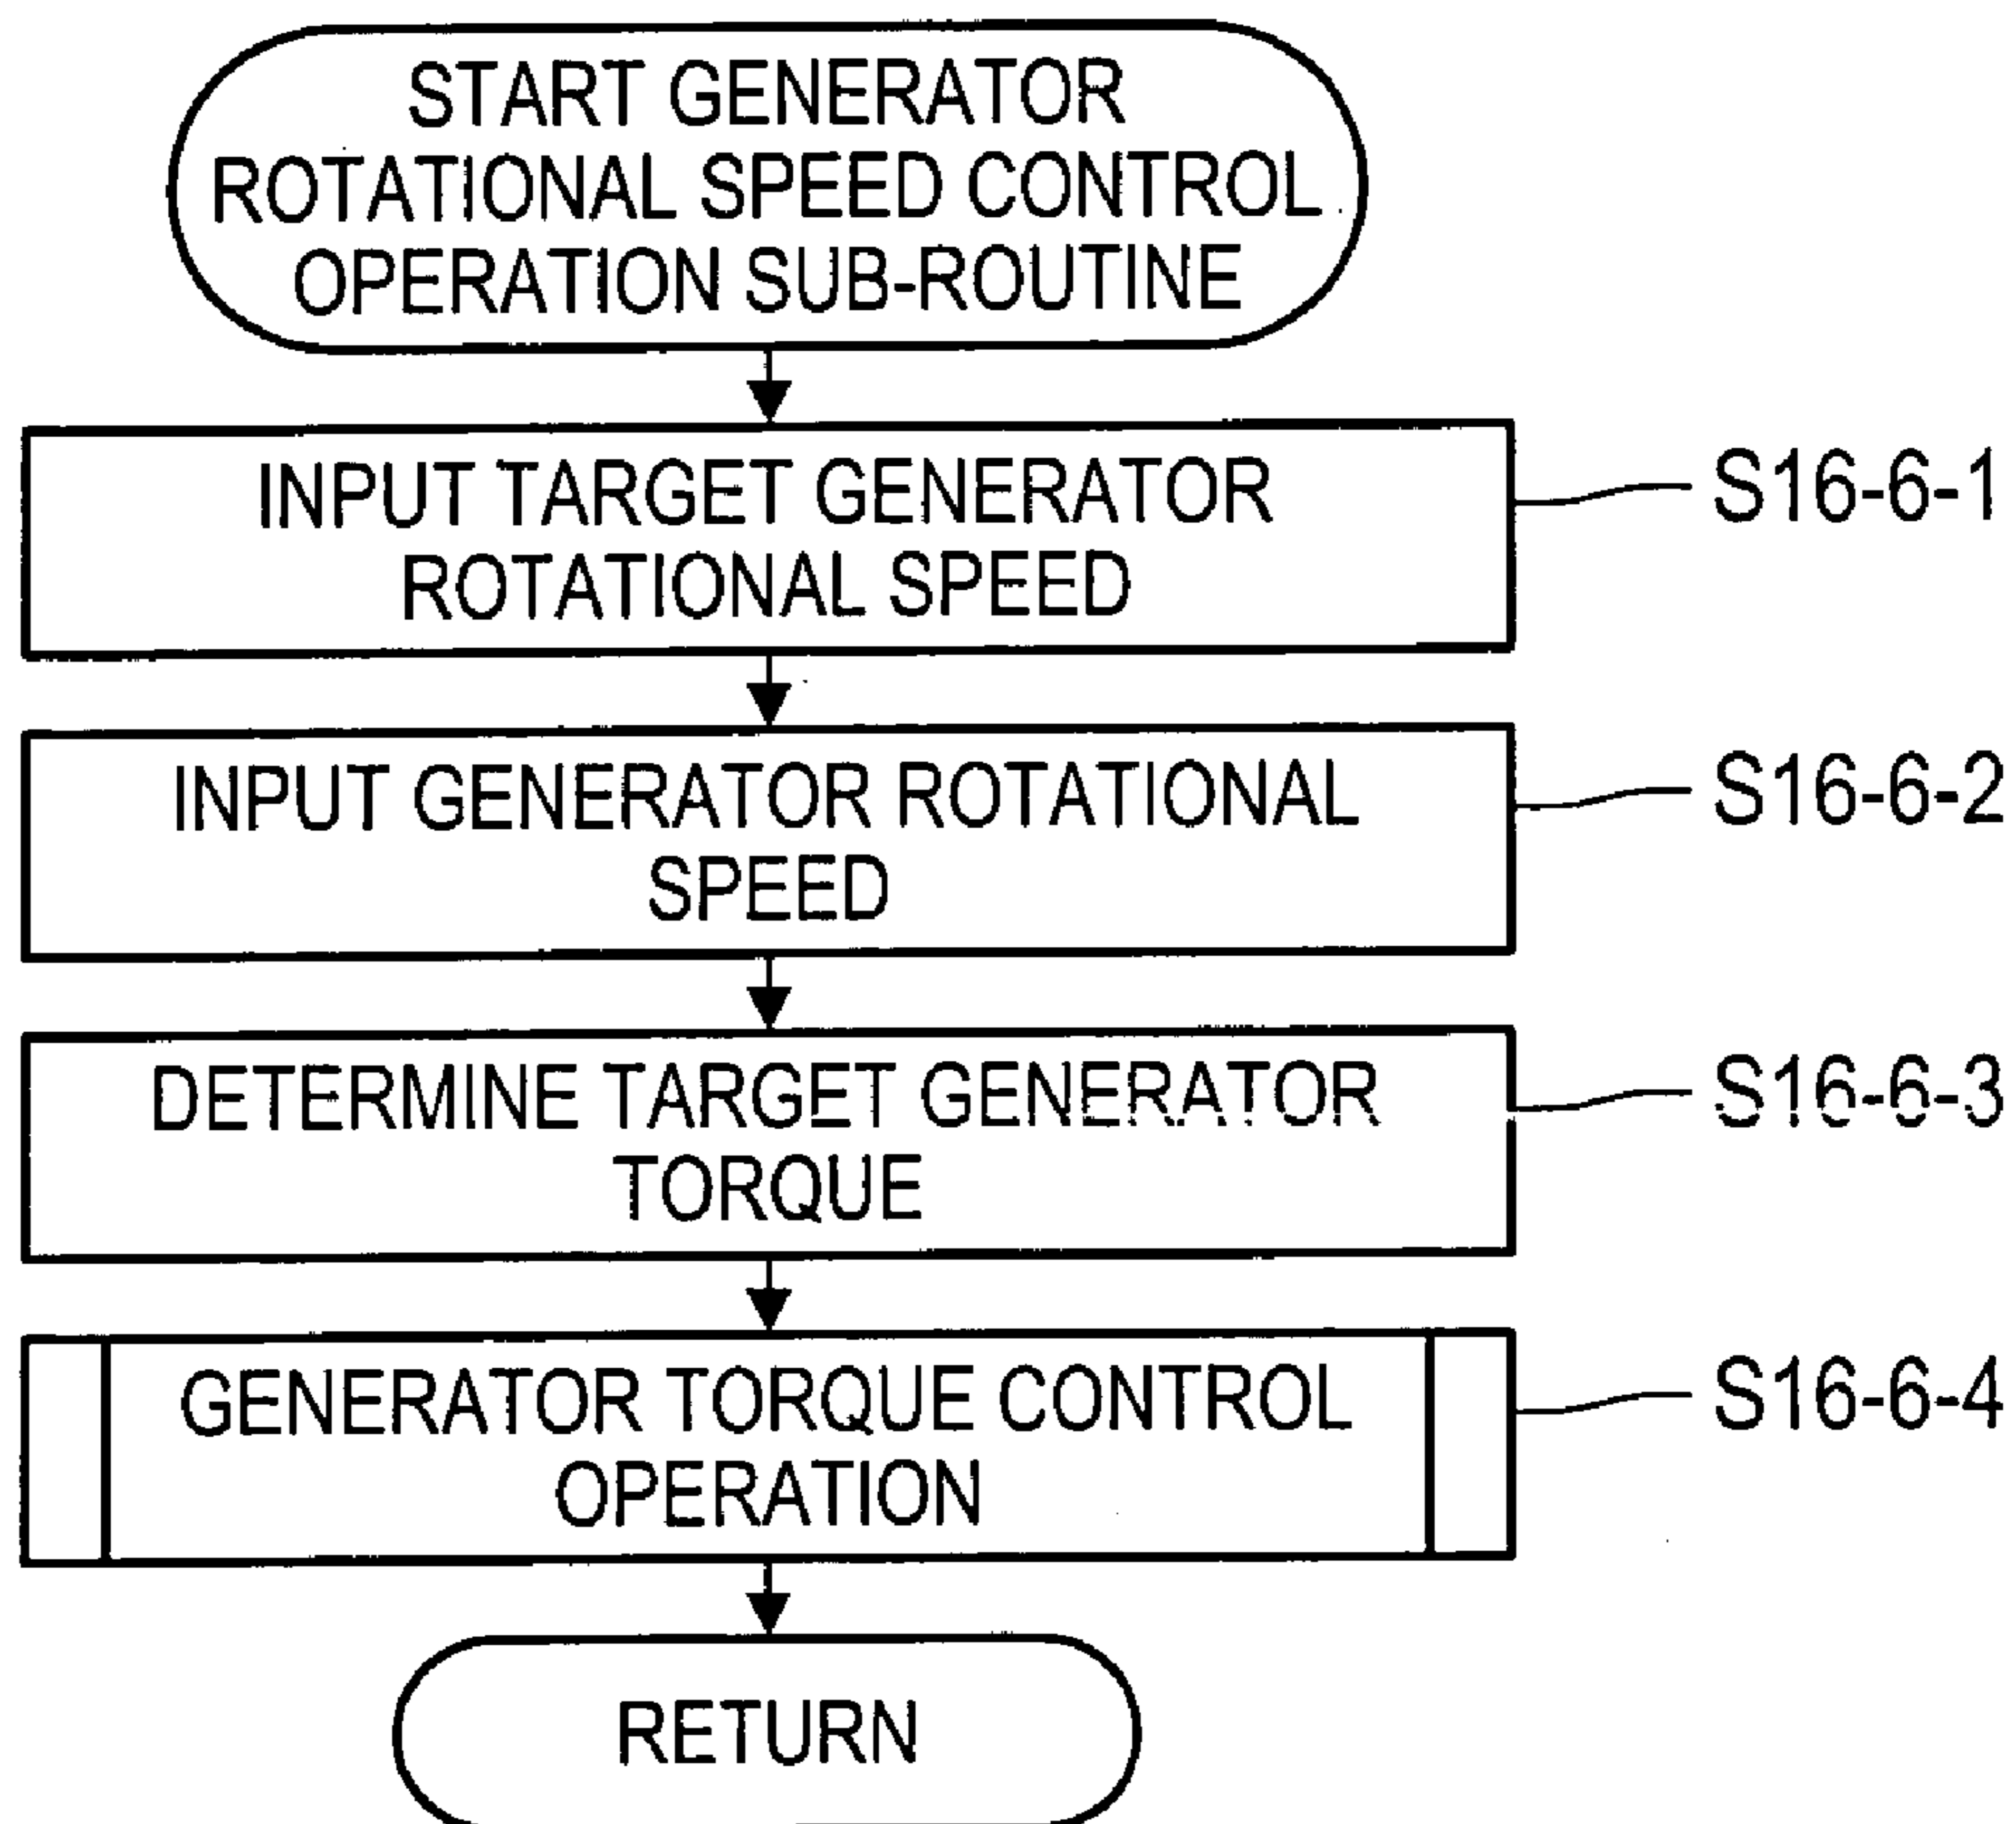 START GENERATOR
ROTATIONAL SPEED CONTROL
OPERATION SUB-ROUTINE
INPUT TARGET GENERATOR
ROTATIONAL SPEED
S16-6-1
INPUT GENERATOR ROTATIONAL
SPEED
S16-6-2
DETERMINE TARGET GENERATOR
TORQUE
S16-6-3
GENERATOR TORQUE CONTROL
OPERATION
S16-6-4
RETURN